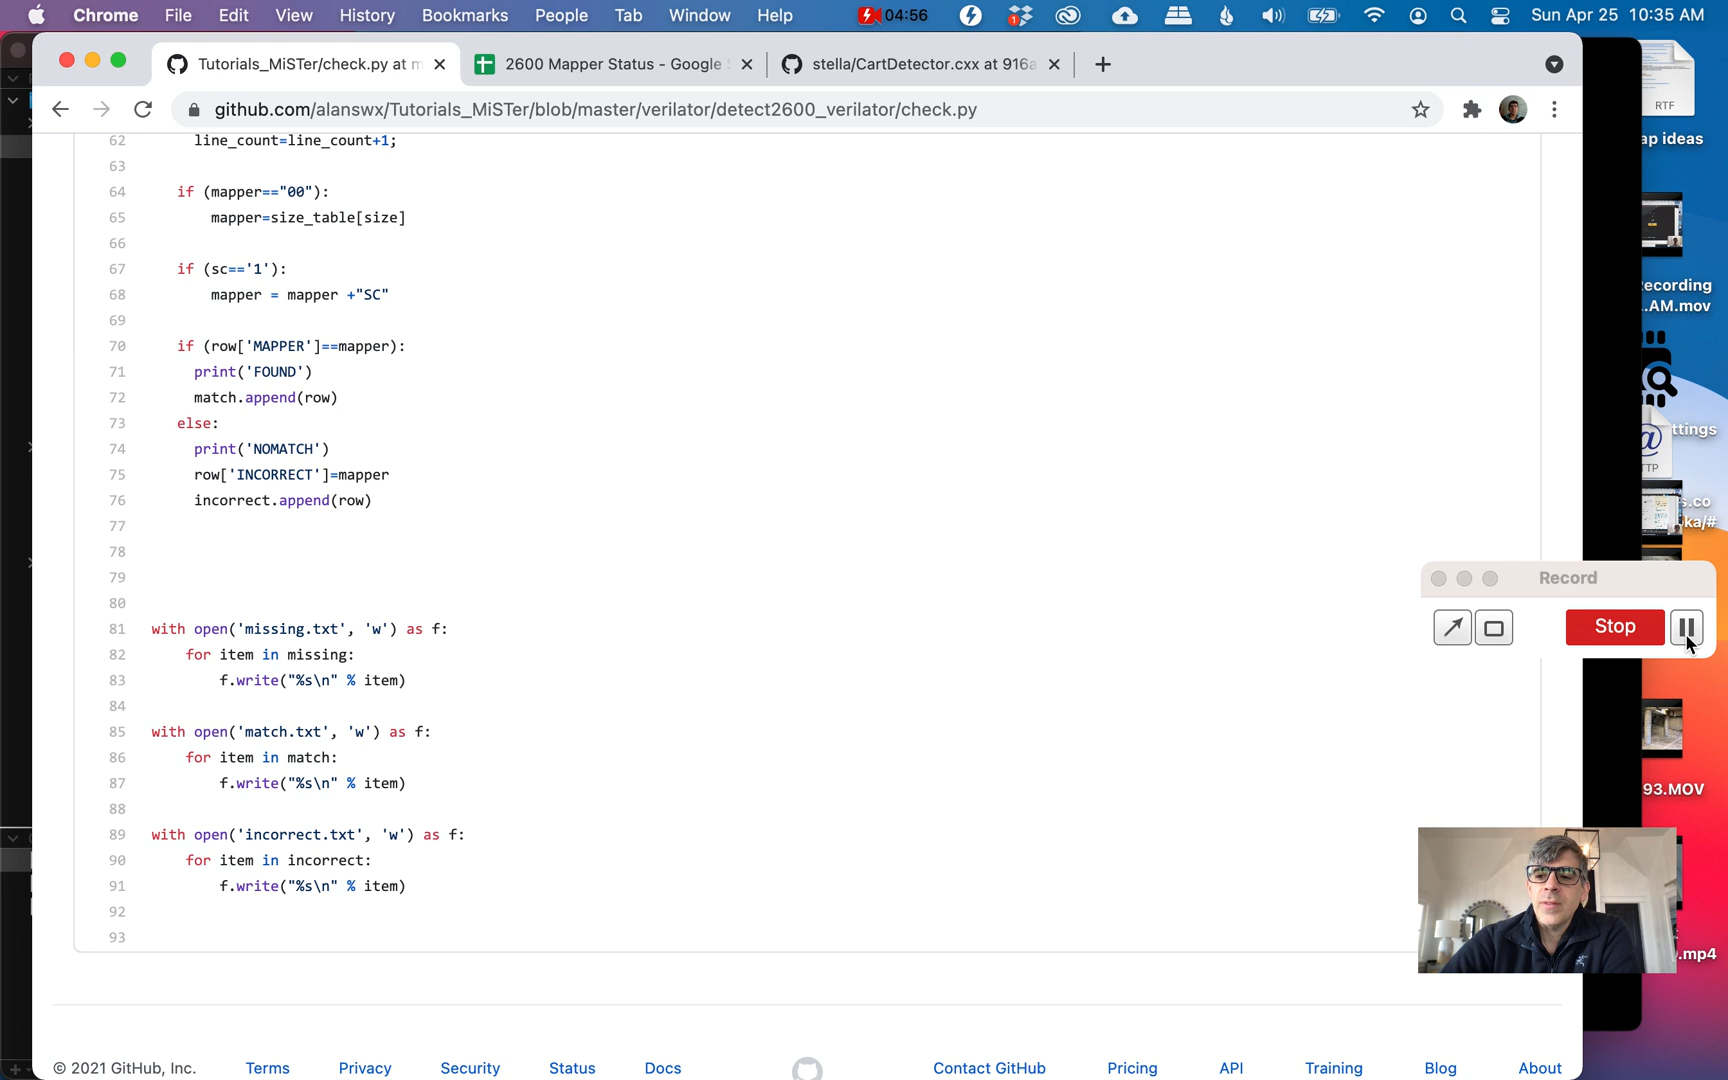 Chrome File Edit View History Bookmarks People Tab Window Help 04:56 1 Sun Apr 25 10:35 AM
Tutorials_MiSTer/check.py at m 2600 Mapper Status - Google stella/CartDetector.cxx at 916a
github.com/alanswx/Tutorials_MiSTer/blob/master/verilator/detect2600_verilator/check.py
RTF
ap ideas
ecording
..AM.mov
ttings
TTP
s.co
ka/#
93.MOV
.mp4
62 line_count=line_count+1;
63
64 if (mapper=="00"):
65 mapper=size_table[size]
66
67 if (sc=='1'):
68 mapper = mapper +"SC"
69
70 if (row['MAPPER']==mapper):
71 print('FOUND')
72 match.append(row)
73 else:
74 print('NOMATCH')
75 row['INCORRECT']=mapper
76 incorrect.append(row)
77
78
79
80
81 with open('missing.txt', 'w') as f:
82 for item in missing:
83 f.write("%s\n" % item)
84
85 with open('match.txt', 'w') as f:
86 for item in match:
87 f.write("%s\n" % item)
88
89 with open('incorrect.txt', 'w') as f:
90 for item in incorrect:
91 f.write("%s\n" % item)
92
93
Record
Stop
© 2021 GitHub, Inc. Terms Privacy Security Status Docs Contact GitHub Pricing API Training Blog About